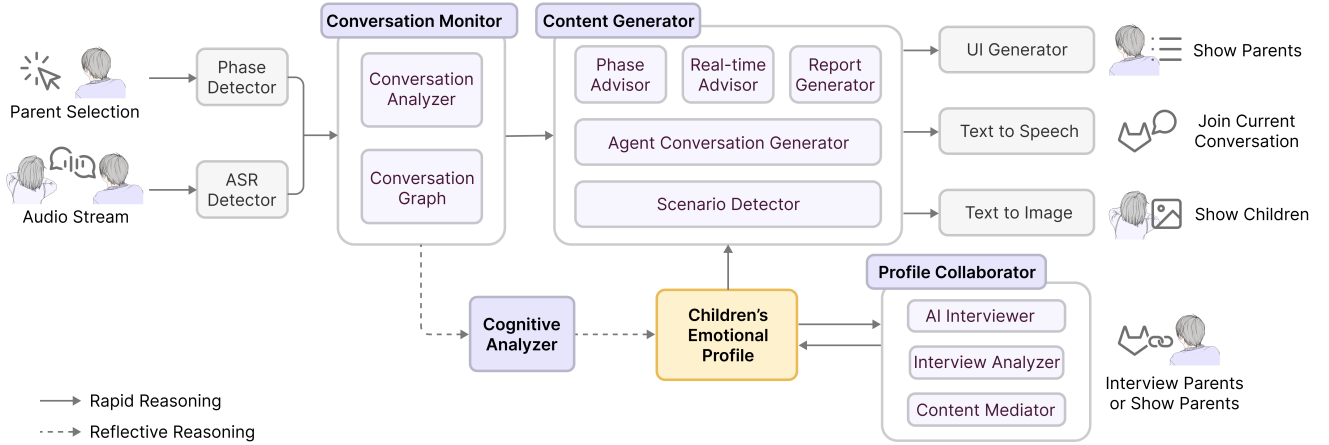 Conversation Monitor
Content Generator
Parent Selection
Phase
Detector
Audio Stream
ASR
Detector
Conversation
Analyzer
Conversation
Graph
Phase
Advisor
Real-time
Advisor
Report
Generator
Agent Conversation Generator
Scenario Detector
UI Generator
Show Parents
Text to Speech
Join Current
Conversation
Text to Image
Show Children
Cognitive
Analyzer
Children’s
Emotional
Profile
Profile Collaborator
AI Interviewer
Interview Analyzer
Content Mediator
Interview Parents
or Show Parents
Rapid Reasoning
Reflective Reasoning